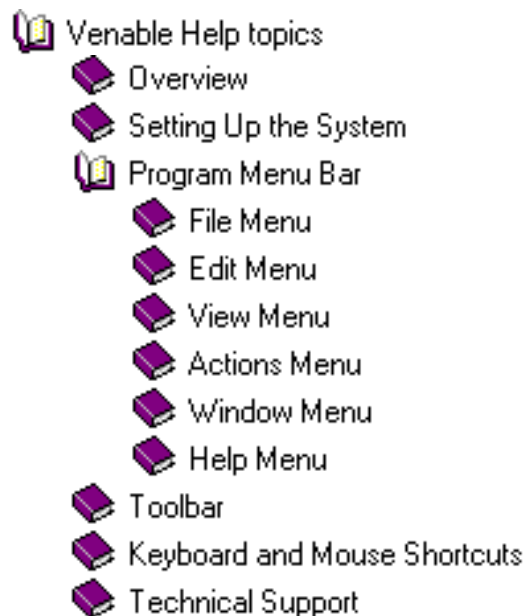 Venable Help topics
Overview
Setting Up the System
Program Menu Bar
File Menu
Edit Menu
View Menu
Actions Menu
Window Menu
Help Menu
Toolbar
Keyboard and Mouse Shortcuts
Technical Support